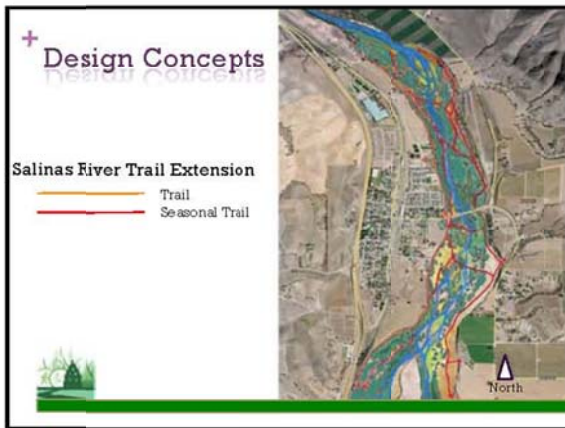 +
Design Concepts
Salinas River Trail Extension
Trail
Seasonal Trail
North